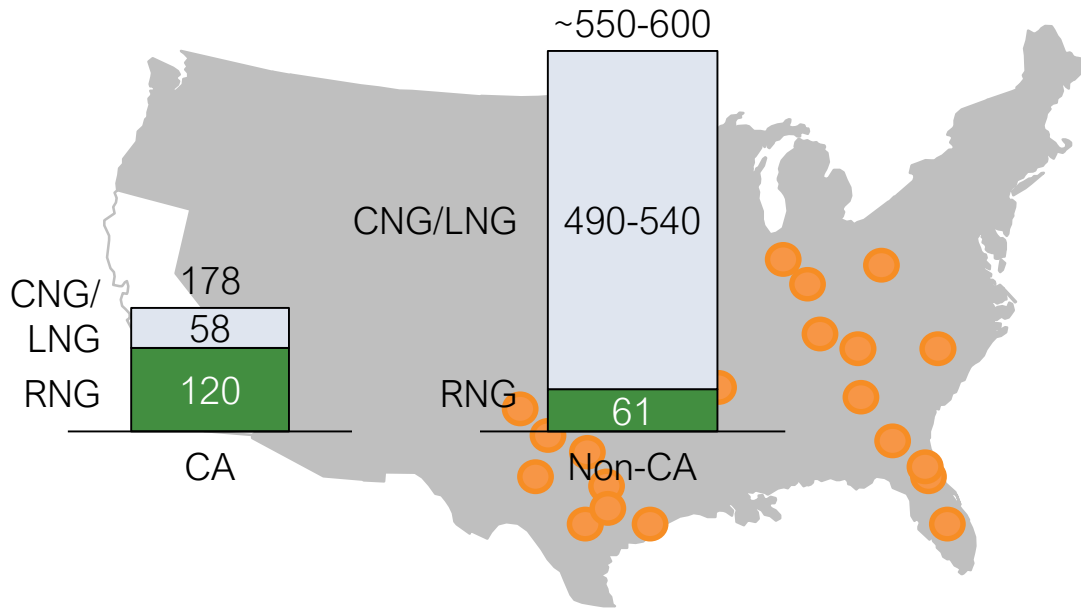 ~550-600
CNG/LNG
490-540
178
CNG/
LNG
58
RNG
120
RNG
61
CA
Non-CA